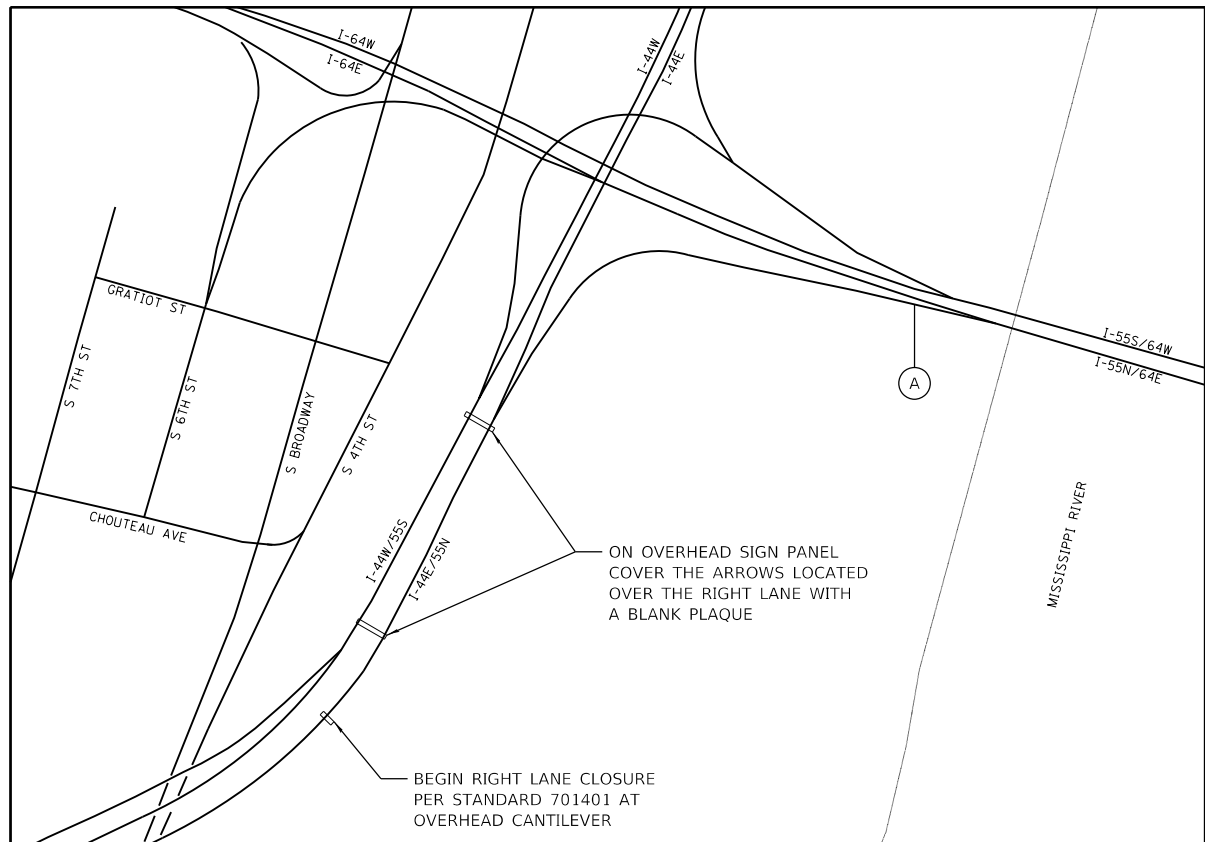 I-64W
I-64E
I-44W
I-44E
GRATIOT ST
S 7TH ST
S 6TH ST
S BROADWAY
S 4TH ST
CHOUTEAU AVE
I-55S/64W
I-55N/64E
A
MISSISSIPPI RIVER
I-44W/55S
I-44E/55N
ON OVERHEAD SIGN PANEL
COVER THE ARROWS LOCATED
OVER THE RIGHT LANE WITH
A BLANK PLAQUE
BEGIN RIGHT LANE CLOSURE
PER STANDARD 701401 AT
OVERHEAD CANTILEVER